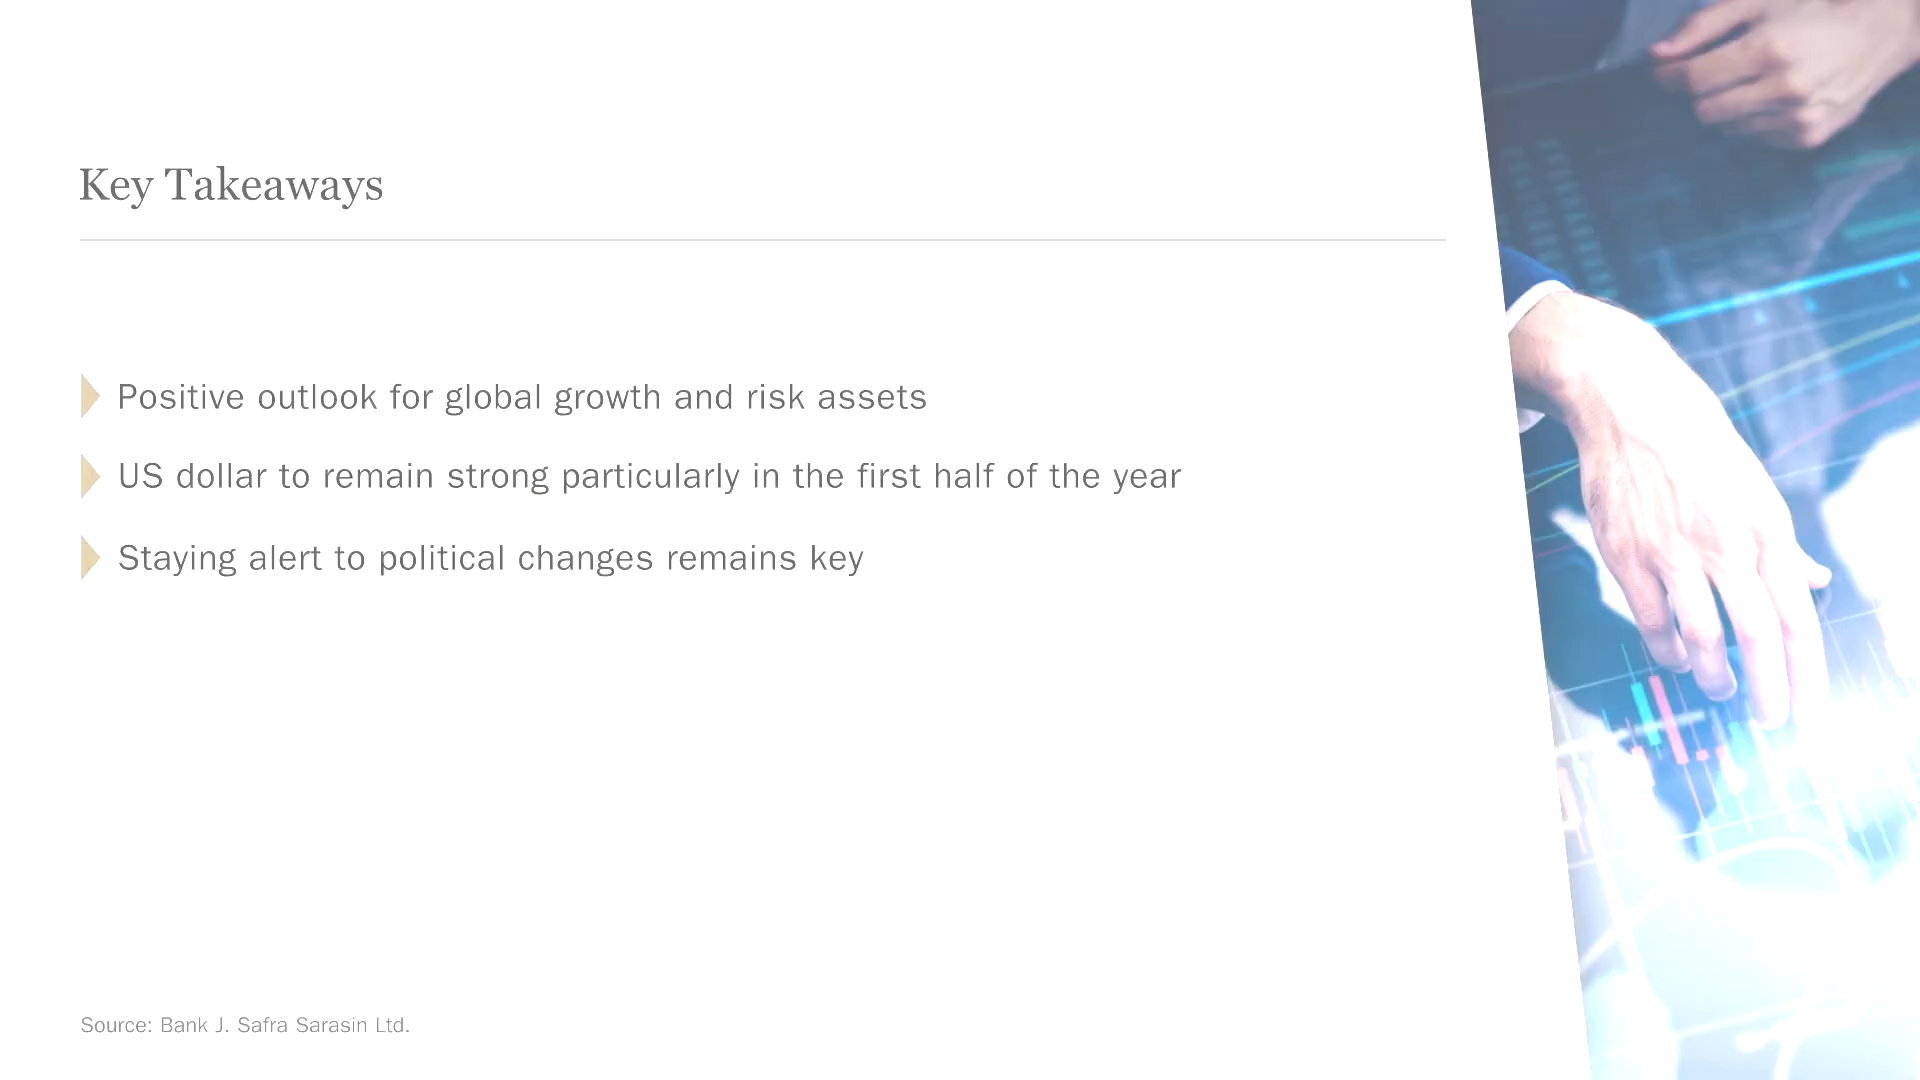 Key Takeaways
Positive outlook for global growth and risk assets
US dollar to remain strong particularly in the first half of the year
Staying alert to political changes remains key
Source: Bank J. Safra Sarasin Ltd.